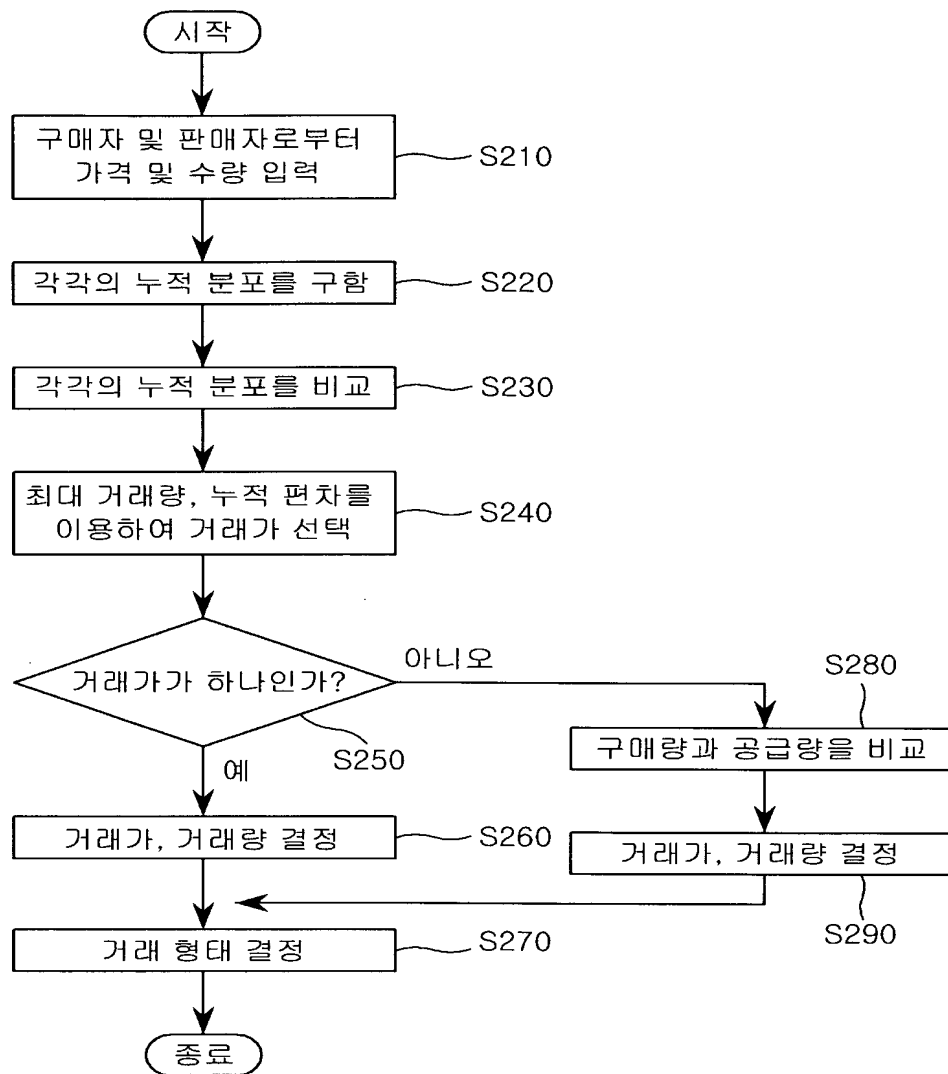 시작
구매자 및 판매자로부터
가격 및 수량 입력
S210
각각의 누적 분포를 구함
S220
각각의 누적 분포를 비교
S230
최대 거래량, 누적 편차를
이용하여 거래가 선택
S240
거래가가 하나인가?
S250
아니오
예
S280
구매량과 공급량을 비교
거래가, 거래량 결정
S260
거래가, 거래량 결정
S290
거래 형태 결정
S270
종료